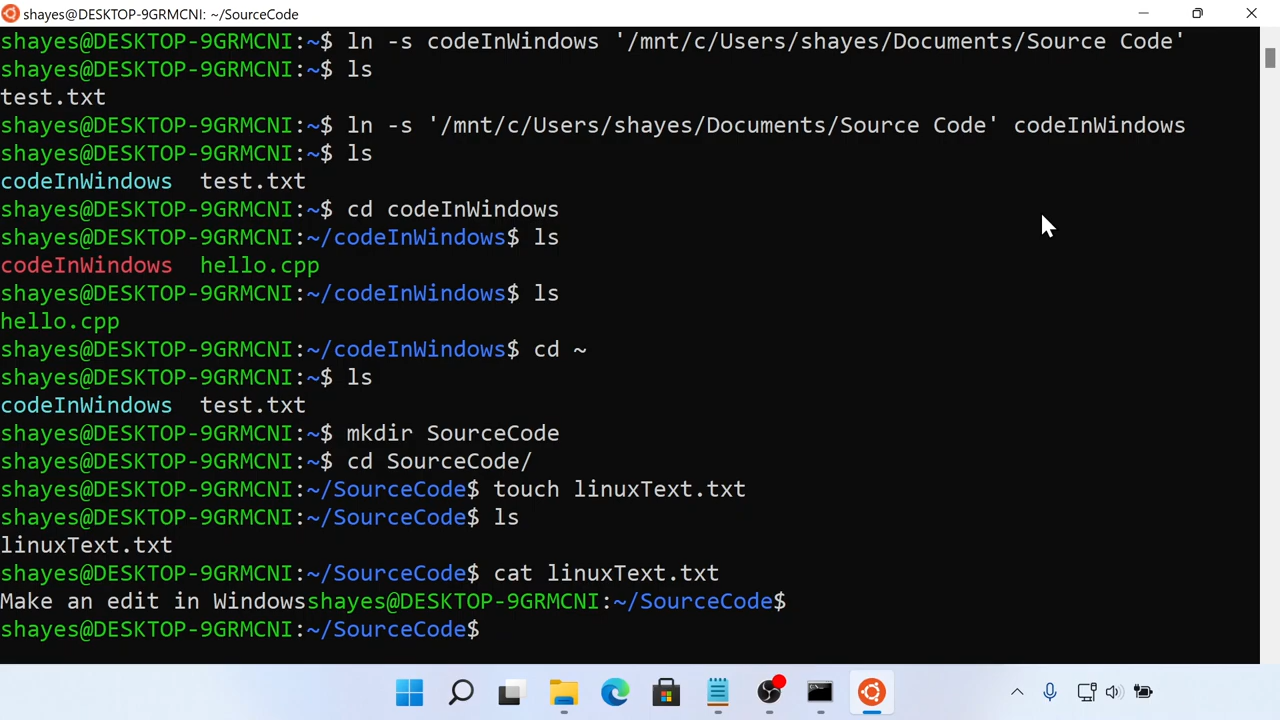 shayes@DESKTOP-9GRMCNI: ~/SourceCode
shayes@DESKTOP-9GRMCNI:~$ ln -s codeInWindows '/mnt/c/Users/shayes/Documents/Source Code'
shayes@DESKTOP-9GRMCNI:~$ ls
test.txt
shayes@DESKTOP-9GRMCNI:~$ ln -s '/mnt/c/Users/shayes/Documents/Source Code' codeInWindows
shayes@DESKTOP-9GRMCNI:~$ ls
codeInWindows  test.txt
shayes@DESKTOP-9GRMCNI:~$ cd codeInWindows
shayes@DESKTOP-9GRMCNI:~/codeInWindows$ ls
codeInWindows  hello.cpp
shayes@DESKTOP-9GRMCNI:~/codeInWindows$ ls
hello.cpp
shayes@DESKTOP-9GRMCNI:~/codeInWindows$ cd ~
shayes@DESKTOP-9GRMCNI:~$ ls
codeInWindows  test.txt
shayes@DESKTOP-9GRMCNI:~$ mkdir SourceCode
shayes@DESKTOP-9GRMCNI:~$ cd SourceCode/
shayes@DESKTOP-9GRMCNI:~/SourceCode$ touch linuxText.txt
shayes@DESKTOP-9GRMCNI:~/SourceCode$ ls
linuxText.txt
shayes@DESKTOP-9GRMCNI:~/SourceCode$ cat linuxText.txt
Make an edit in Windowsshayes@DESKTOP-9GRMCNI:~/SourceCode$
shayes@DESKTOP-9GRMCNI:~/SourceCode$